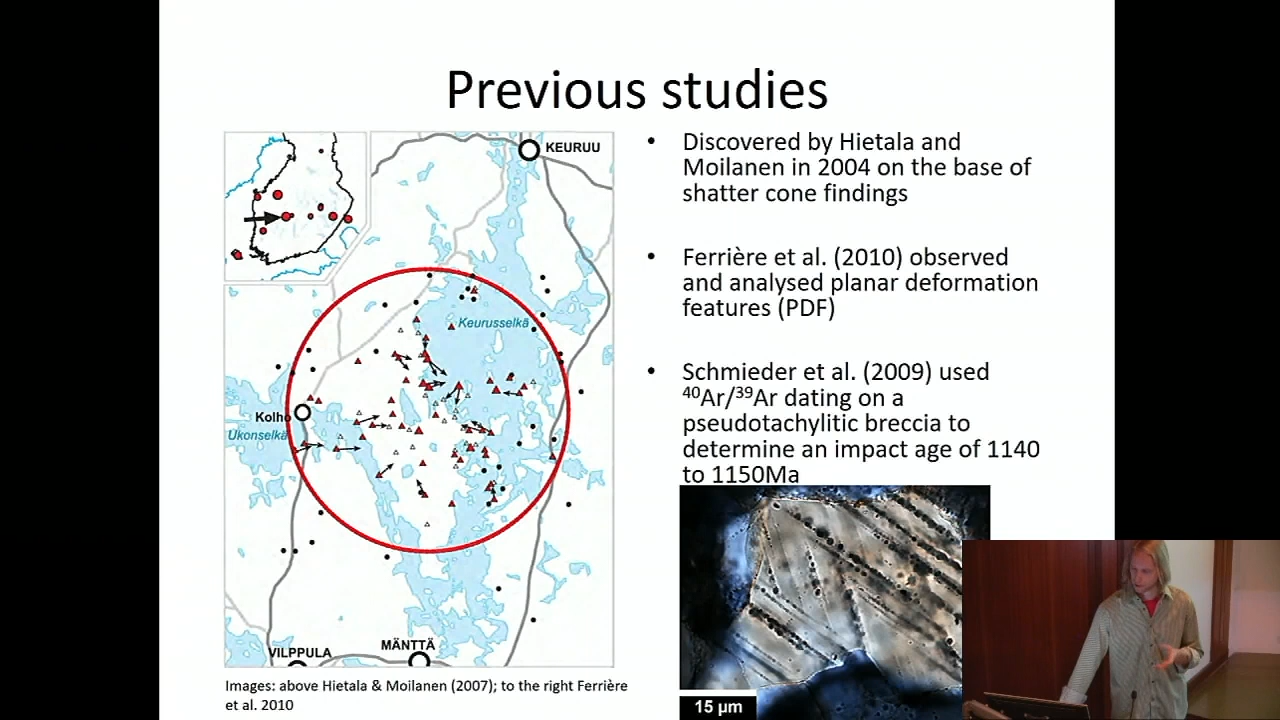 Previous studies
KEURUU
Keurusselkä
Kolho
Ukonselkä
VILPPULA
MÄNTTÄ
Images: above Hietala & Moilanen (2007); to the right Ferrière
et al. 2010
• Discovered by Hietala and
Moilanen in 2004 on the base of
shatter cone findings
• Ferrière et al. (2010) observed
and analysed planar deformation
features (PDF)
• Schmieder et al. (2009) used
⁴⁰Ar/³⁹Ar dating on a
pseudotachylitic breccia to
determine an impact age of 1140
to 1150Ma
15 µm